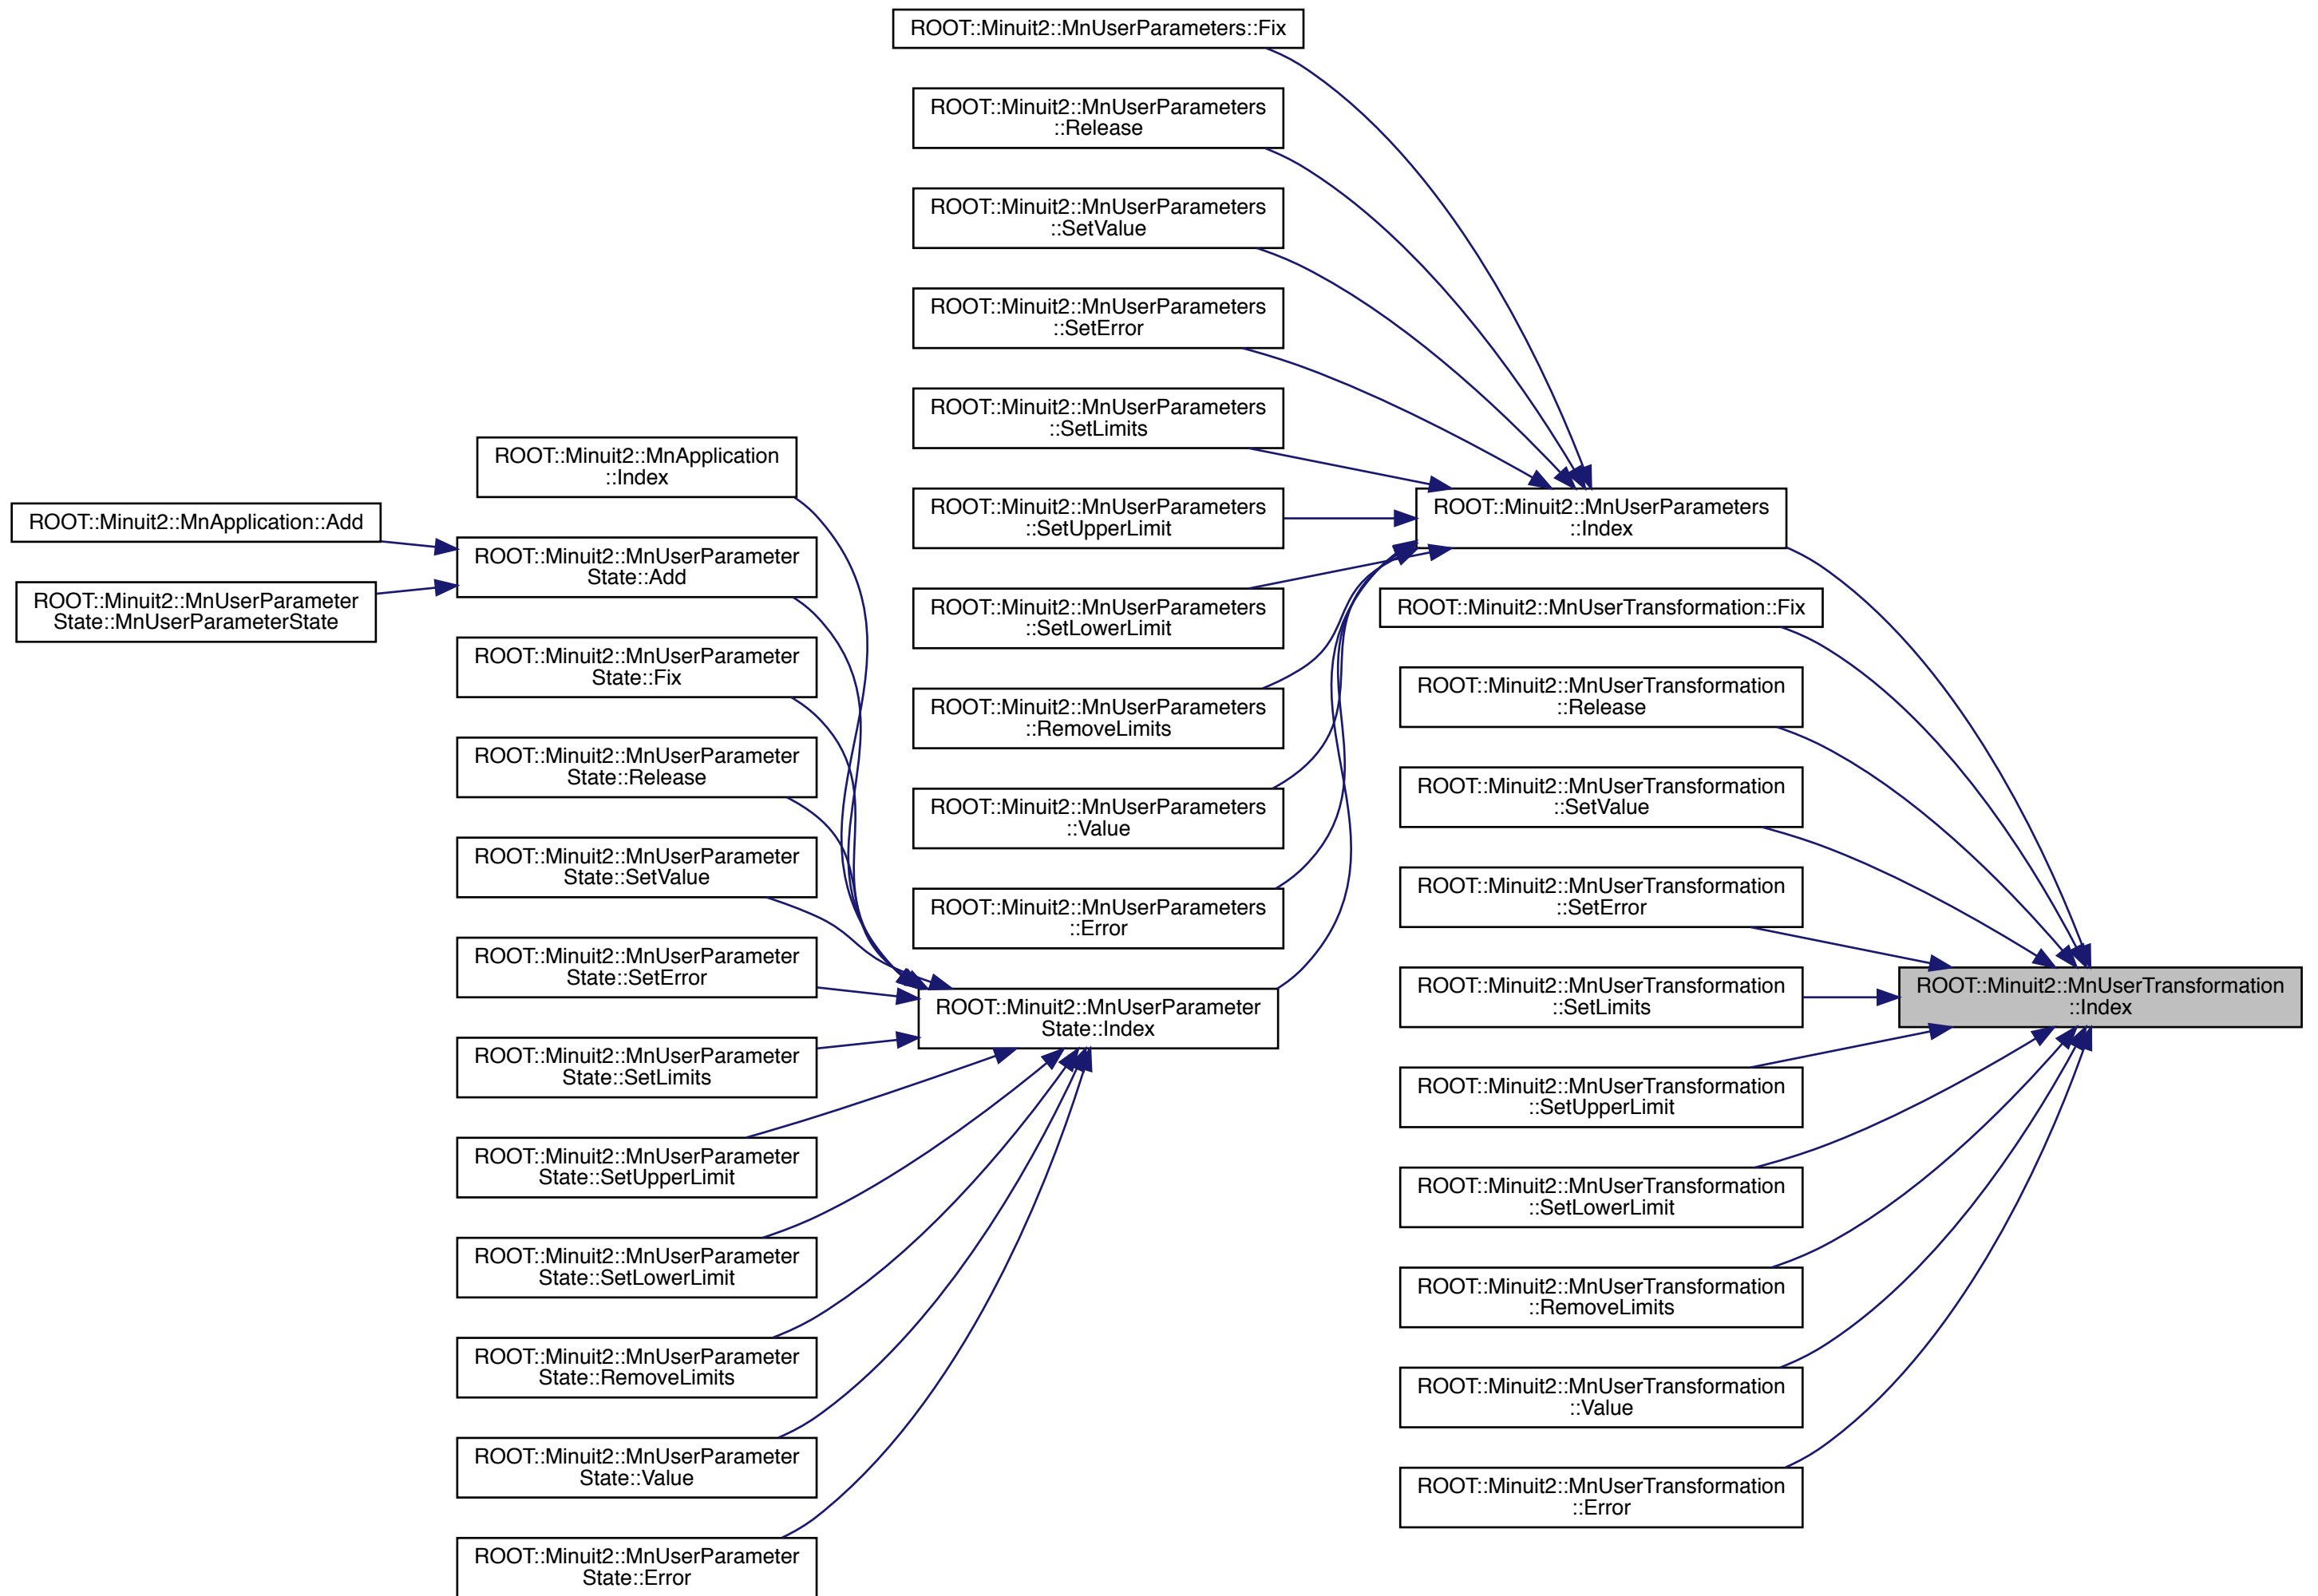 ROOT::Minuit2::MnUserParameters::Fix
ROOT::Minuit2::MnUserParameters
::Release
ROOT::Minuit2::MnUserParameters
::SetValue
ROOT::Minuit2::MnUserParameters
::SetError
ROOT::Minuit2::MnUserParameters
::SetLimits
ROOT::Minuit2::MnUserParameters
::SetUpperLimit
ROOT::Minuit2::MnUserParameters
::SetLowerLimit
ROOT::Minuit2::MnUserParameters
::RemoveLimits
ROOT::Minuit2::MnUserParameters
::Value
ROOT::Minuit2::MnUserParameters
::Error
ROOT::Minuit2::MnUserParameter
State::Index
ROOT::Minuit2::MnApplication
::Index
ROOT::Minuit2::MnUserParameter
State::Add
ROOT::Minuit2::MnApplication::Add
ROOT::Minuit2::MnUserParameter
State::MnUserParameterState
ROOT::Minuit2::MnUserParameter
State::Fix
ROOT::Minuit2::MnUserParameter
State::Release
ROOT::Minuit2::MnUserParameter
State::SetValue
ROOT::Minuit2::MnUserParameter
State::SetError
ROOT::Minuit2::MnUserParameter
State::SetLimits
ROOT::Minuit2::MnUserParameter
State::SetUpperLimit
ROOT::Minuit2::MnUserParameter
State::SetLowerLimit
ROOT::Minuit2::MnUserParameter
State::RemoveLimits
ROOT::Minuit2::MnUserParameter
State::Value
ROOT::Minuit2::MnUserParameter
State::Error
ROOT::Minuit2::MnUserParameters
::Index
ROOT::Minuit2::MnUserTransformation::Fix
ROOT::Minuit2::MnUserTransformation
::Release
ROOT::Minuit2::MnUserTransformation
::SetValue
ROOT::Minuit2::MnUserTransformation
::SetError
ROOT::Minuit2::MnUserTransformation
::SetLimits
ROOT::Minuit2::MnUserTransformation
::SetUpperLimit
ROOT::Minuit2::MnUserTransformation
::SetLowerLimit
ROOT::Minuit2::MnUserTransformation
::RemoveLimits
ROOT::Minuit2::MnUserTransformation
::Value
ROOT::Minuit2::MnUserTransformation
::Error
ROOT::Minuit2::MnUserTransformation
::Index